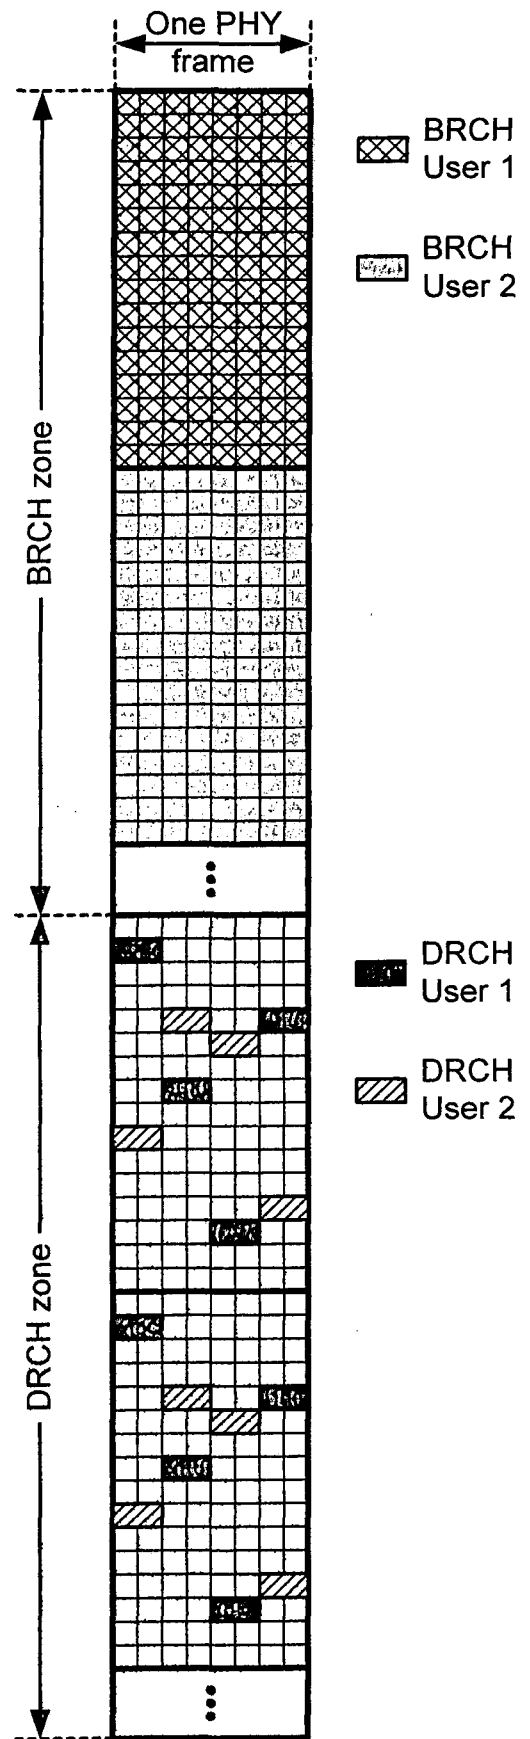 One PHY
frame
BRCH
User 1
BRCH
User 2
BRCH zone
DRCH
User 1
DRCH
User 2
DRCH zone